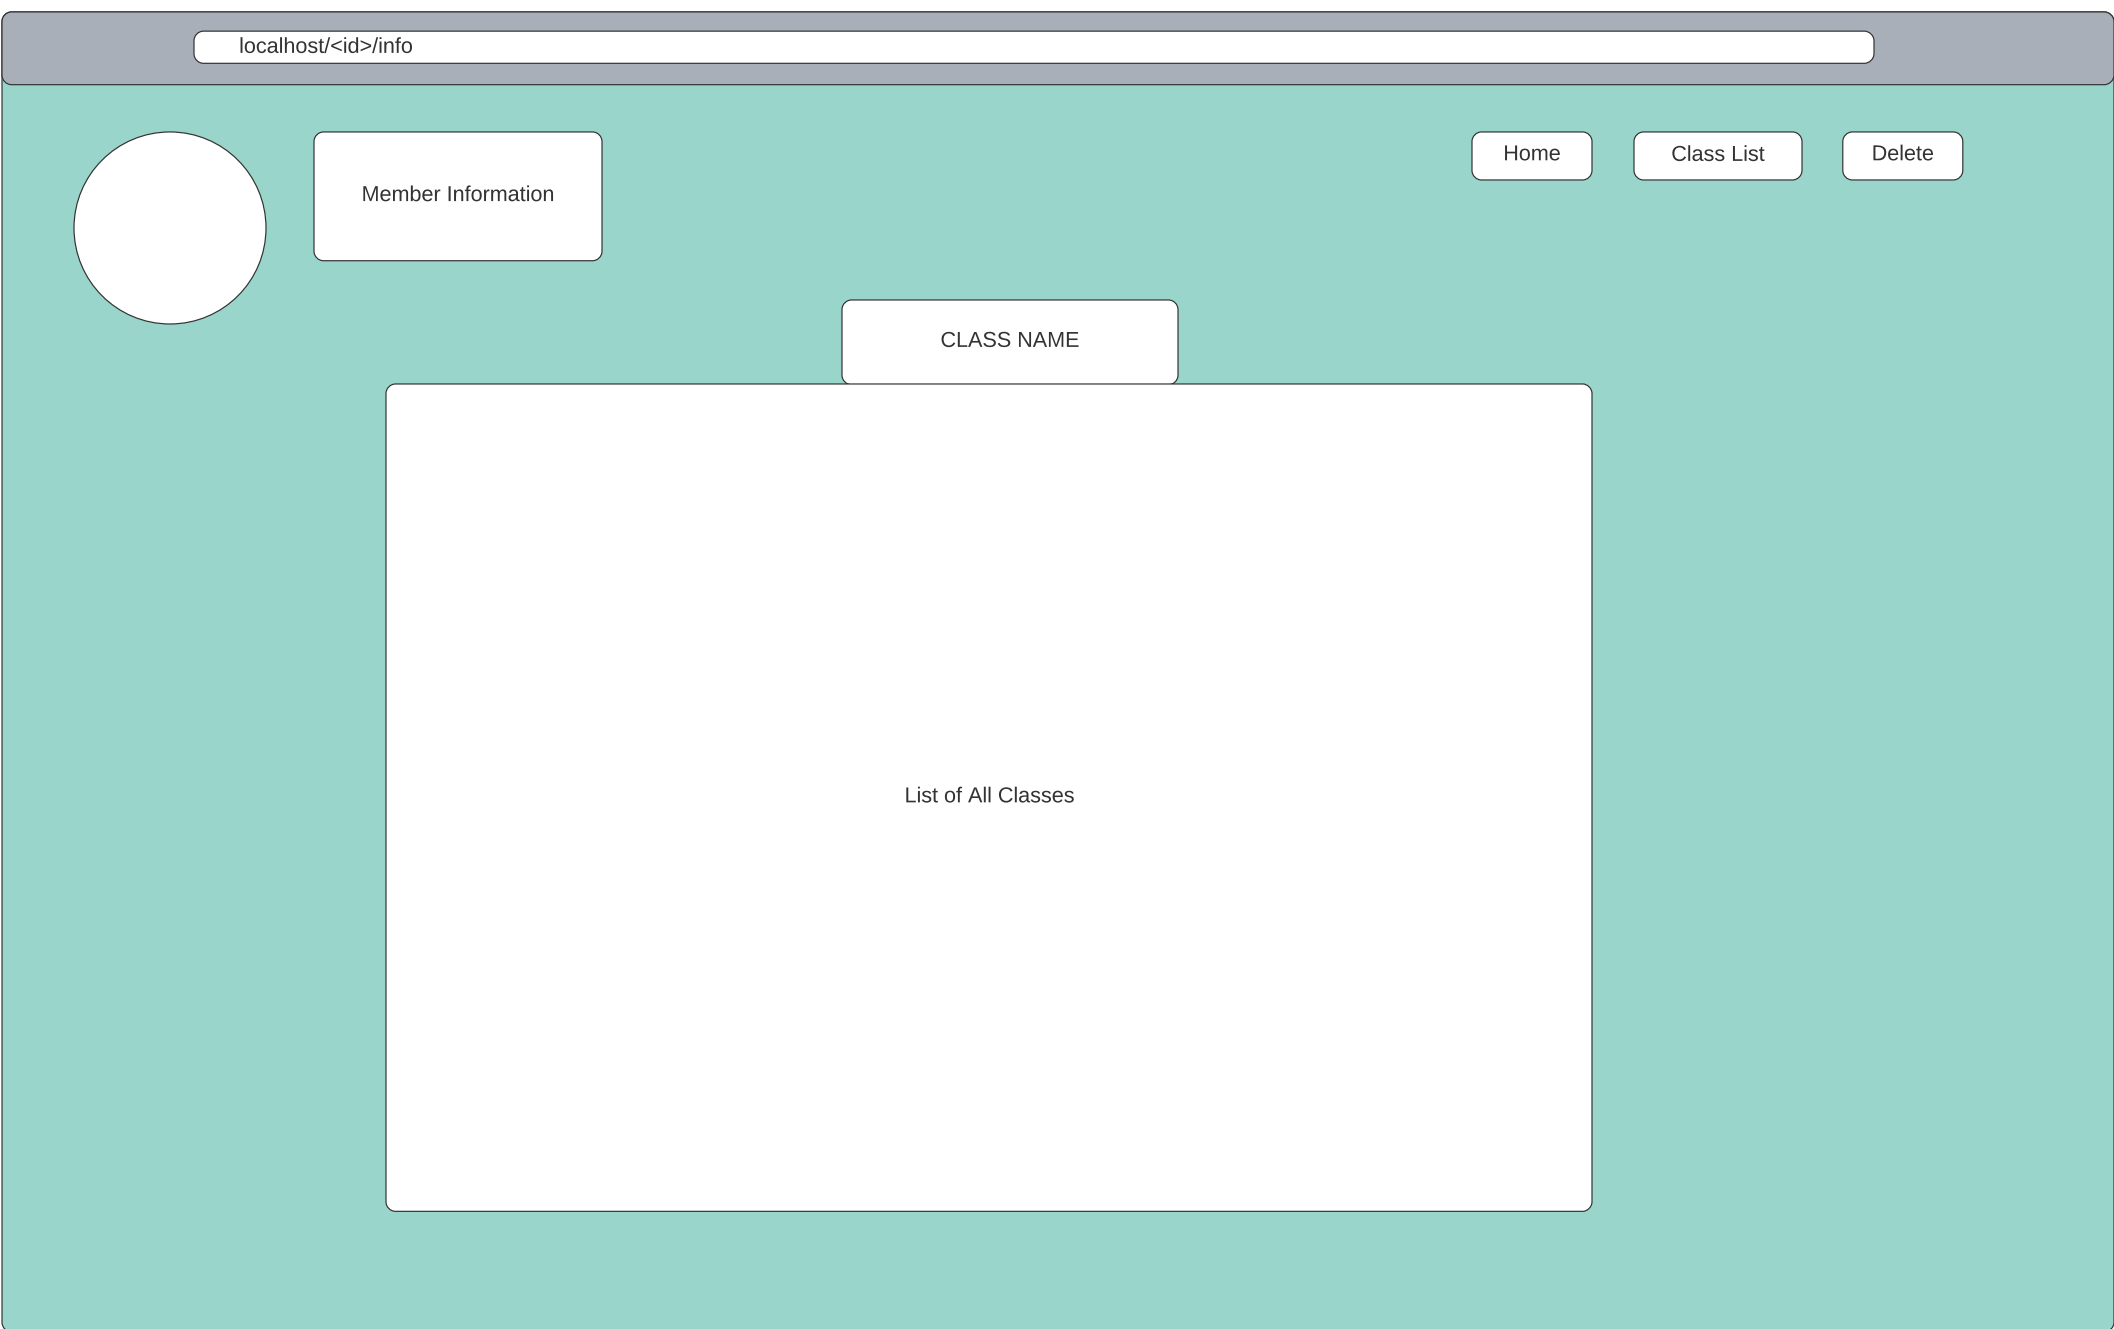 localhost/<id>/info
Home
Class List
Delete
Member Information
CLASS NAME
List of All Classes